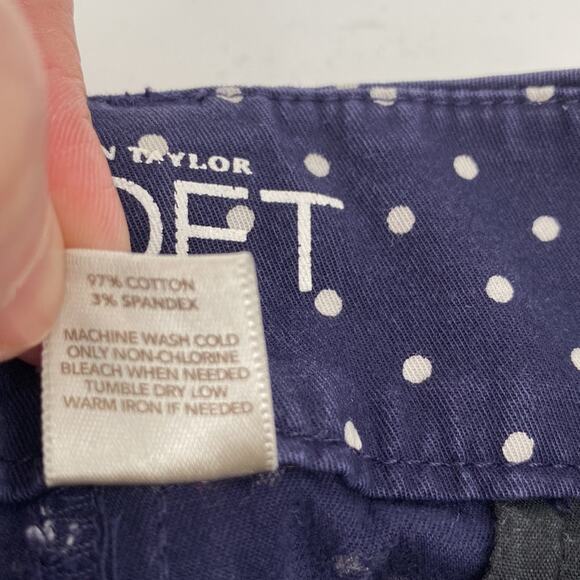 N TAYLOR
OFT
97% COTTON
3% SPANDEX
MACHINE WASH COLD
ONLY NON-CHLORINE
BLEACH WHEN NEEDED
TUMBLE DRY LOW
WARM IRON IF NEEDED